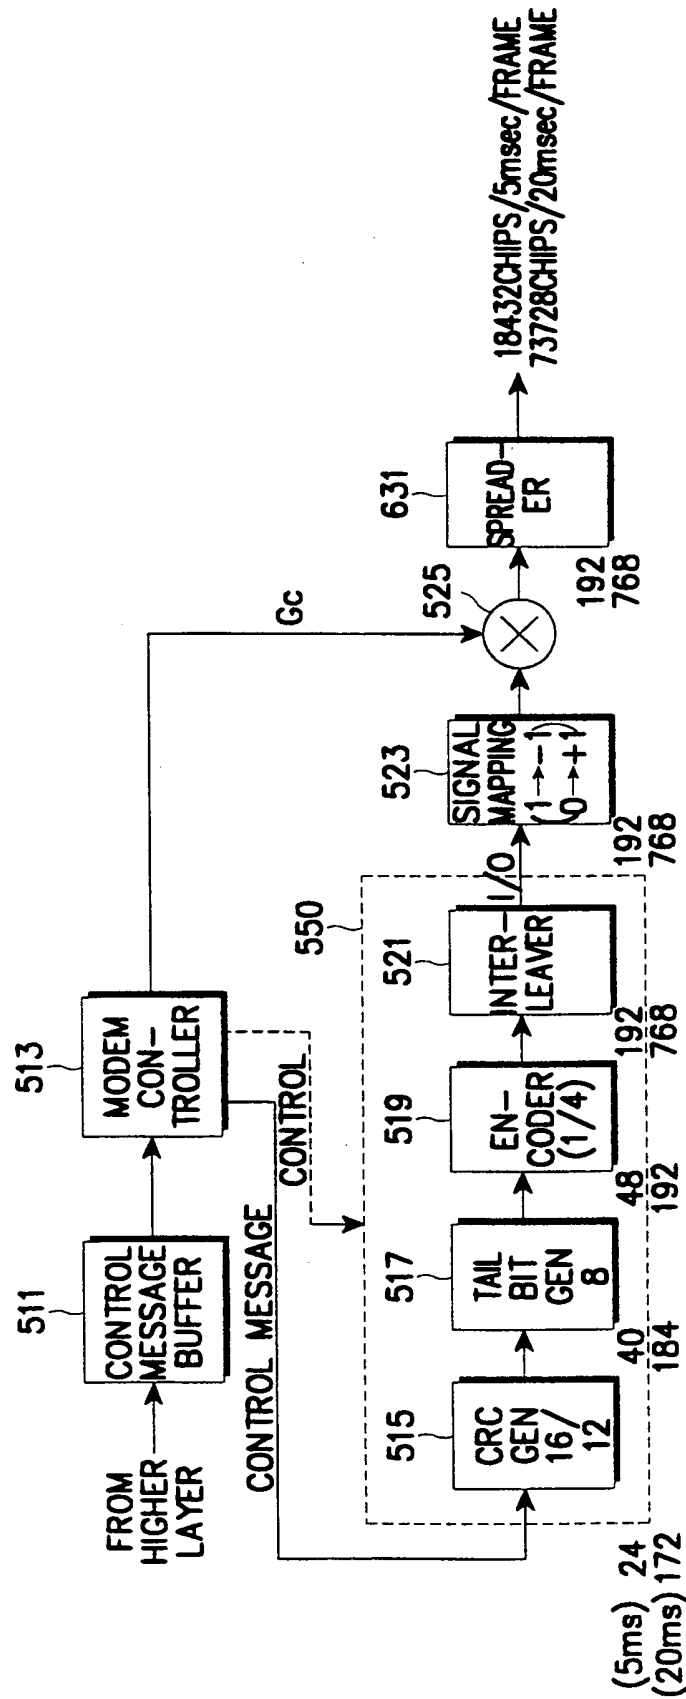 FROM
HIGHER
LAYER
511
CONTROL
MESSAGE
BUFFER
513
MODEM
CON-
TROLLER
Gc
CONTROL MESSAGE
CONTROL
550
515
CRC
GEN
16/
12
517
TAIL
BIT
GEN
8
519
EN-
CODER
(1/4)
521
INTER-
LEAVER
1/0
523
SIGNAL
MAPPING
(1→-1)
(0→+1)
525
631
SPREAD-
ER
18432CHIPS/5msec/FRAME
73728CHIPS/20msec/FRAME
(5ms) 24 40 48 192 192 192
(20ms) 172 184 192 768 768 768